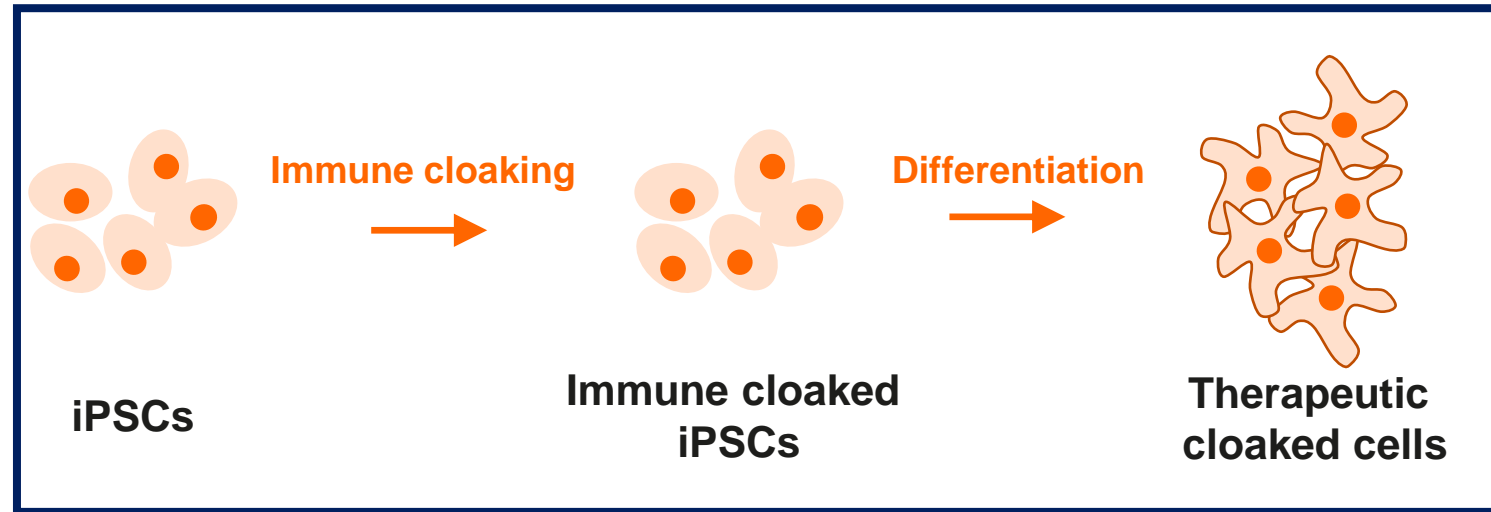 Immune cloaking
Differentiation
iPSCs
Immune cloaked
iPSCs
Therapeutic
cloaked cells